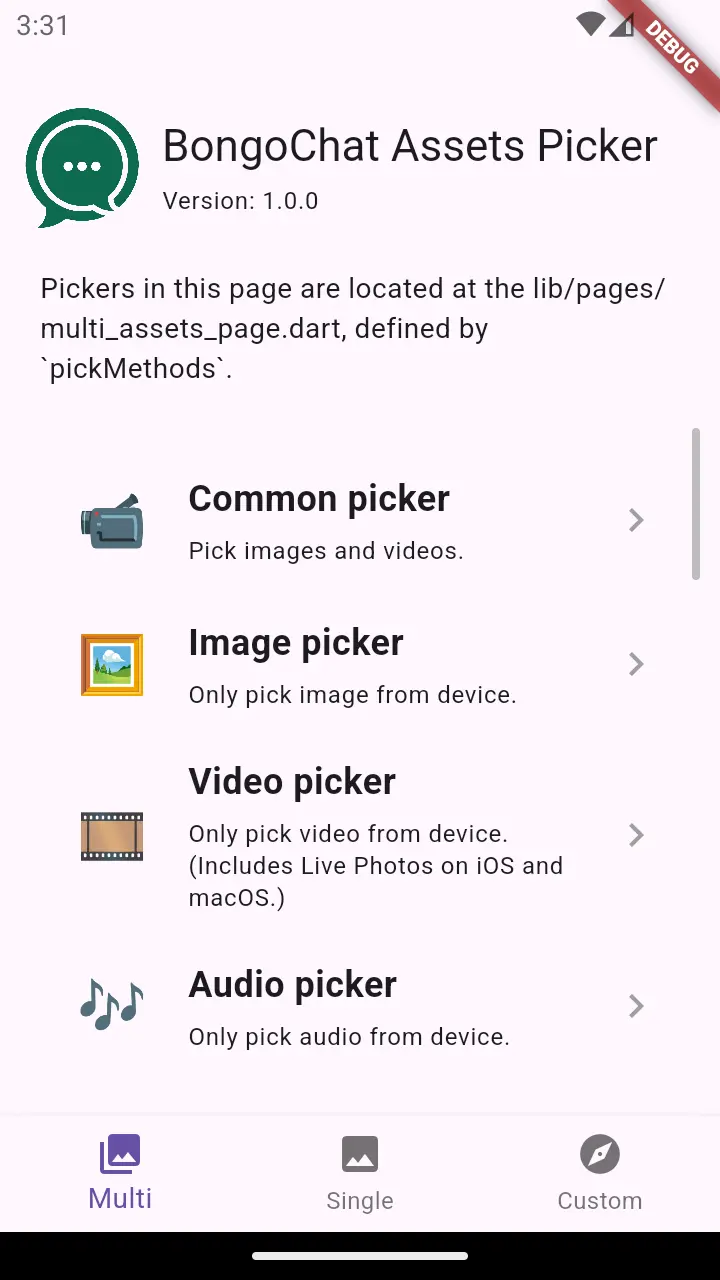 3:31
DEBUG
BongoChat Assets Picker
Version: 1.0.0
Pickers in this page are located at the lib/pages/
multi_assets_page.dart, defined by
`pickMethods`.
Common picker
Pick images and videos.
Image picker
Only pick image from device.
Video picker
Only pick video from device.
(Includes Live Photos on iOS and
macOS.)
Audio picker
Only pick audio from device.
Multi
Single
Custom